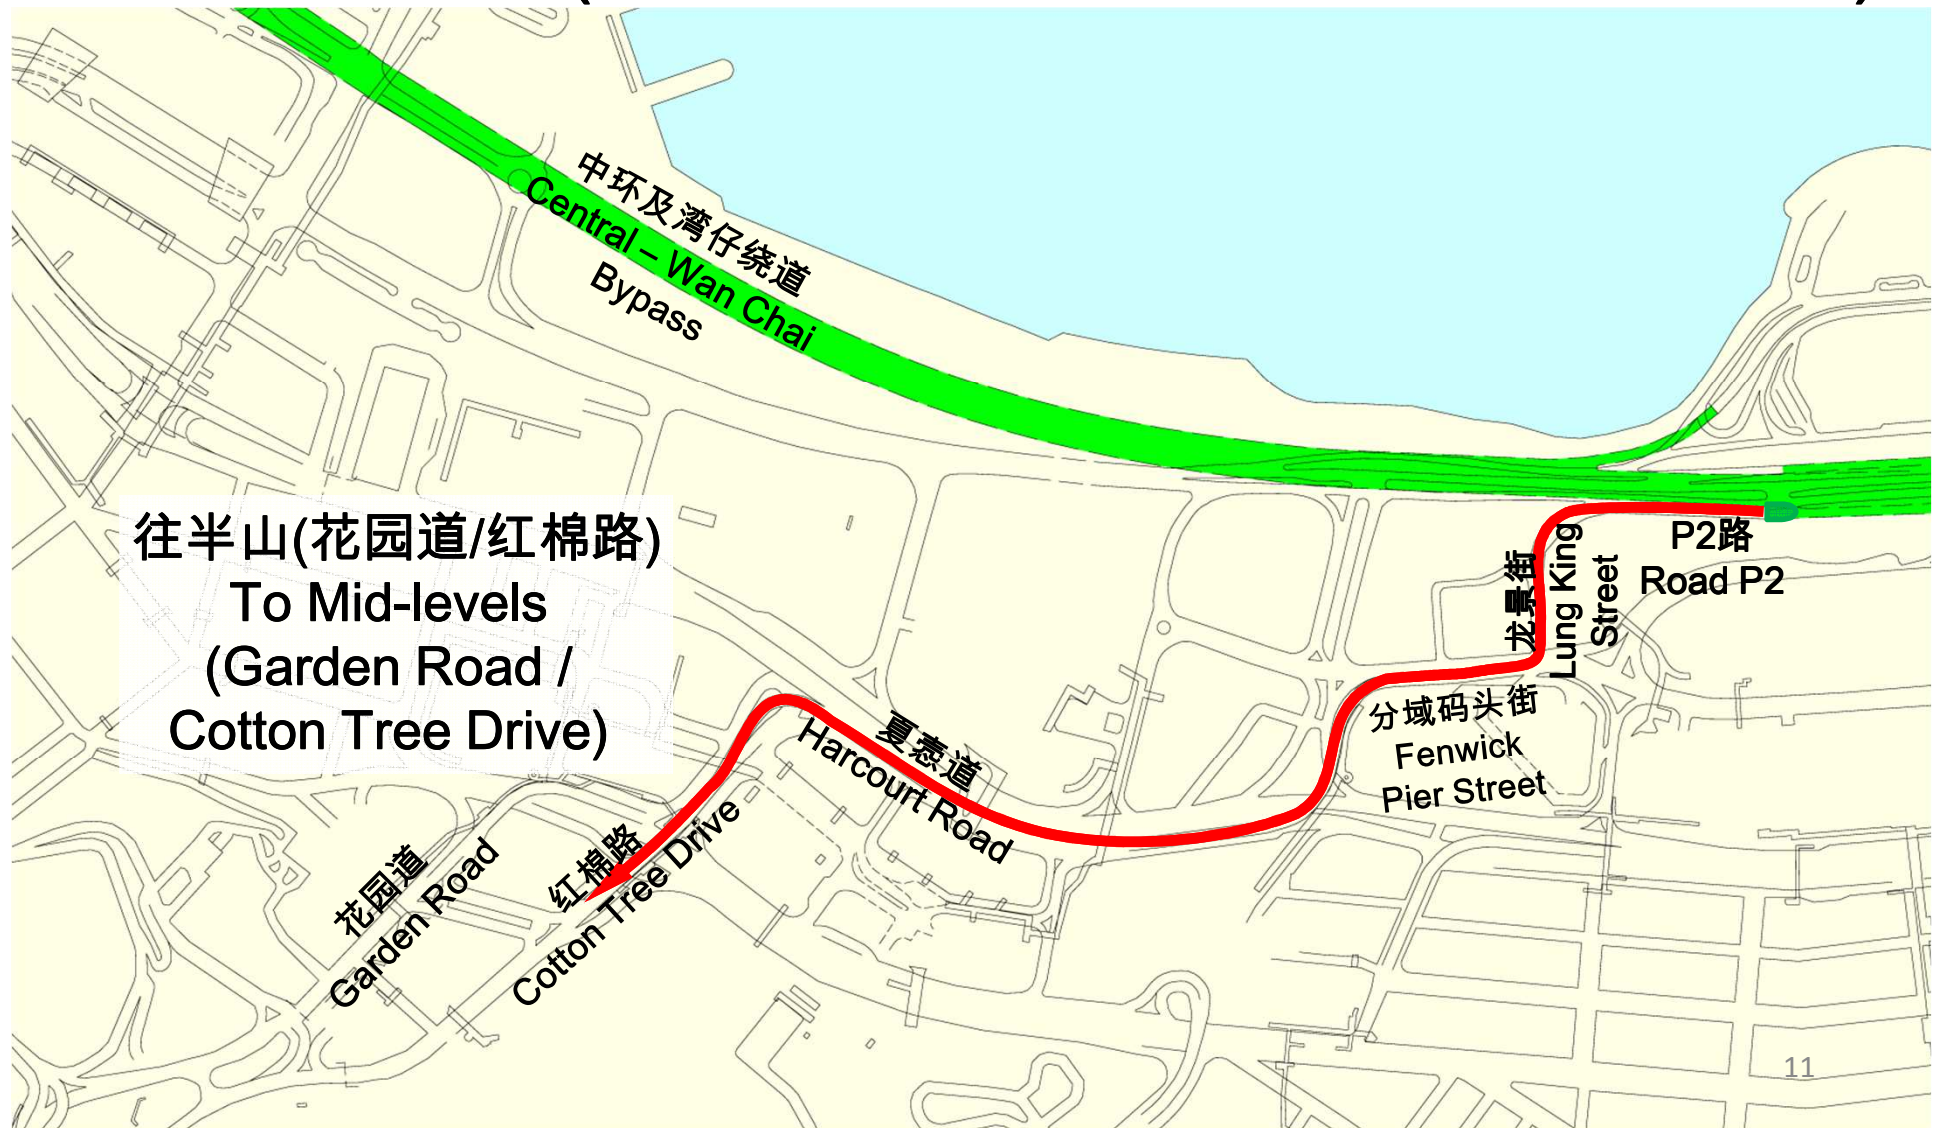 中环及湾仔绕道
Central – Wan Chai
Bypass
往半山(花园道/红棉路)
To Mid-levels
(Garden Road /
Cotton Tree Drive)
P2路
Road P2
龙景街
Lung King
Street
分域码头街
Fenwick
Pier Street
夏悫道
Harcourt Road
红棉路
Cotton Tree Drive
花园道
Garden Road
11